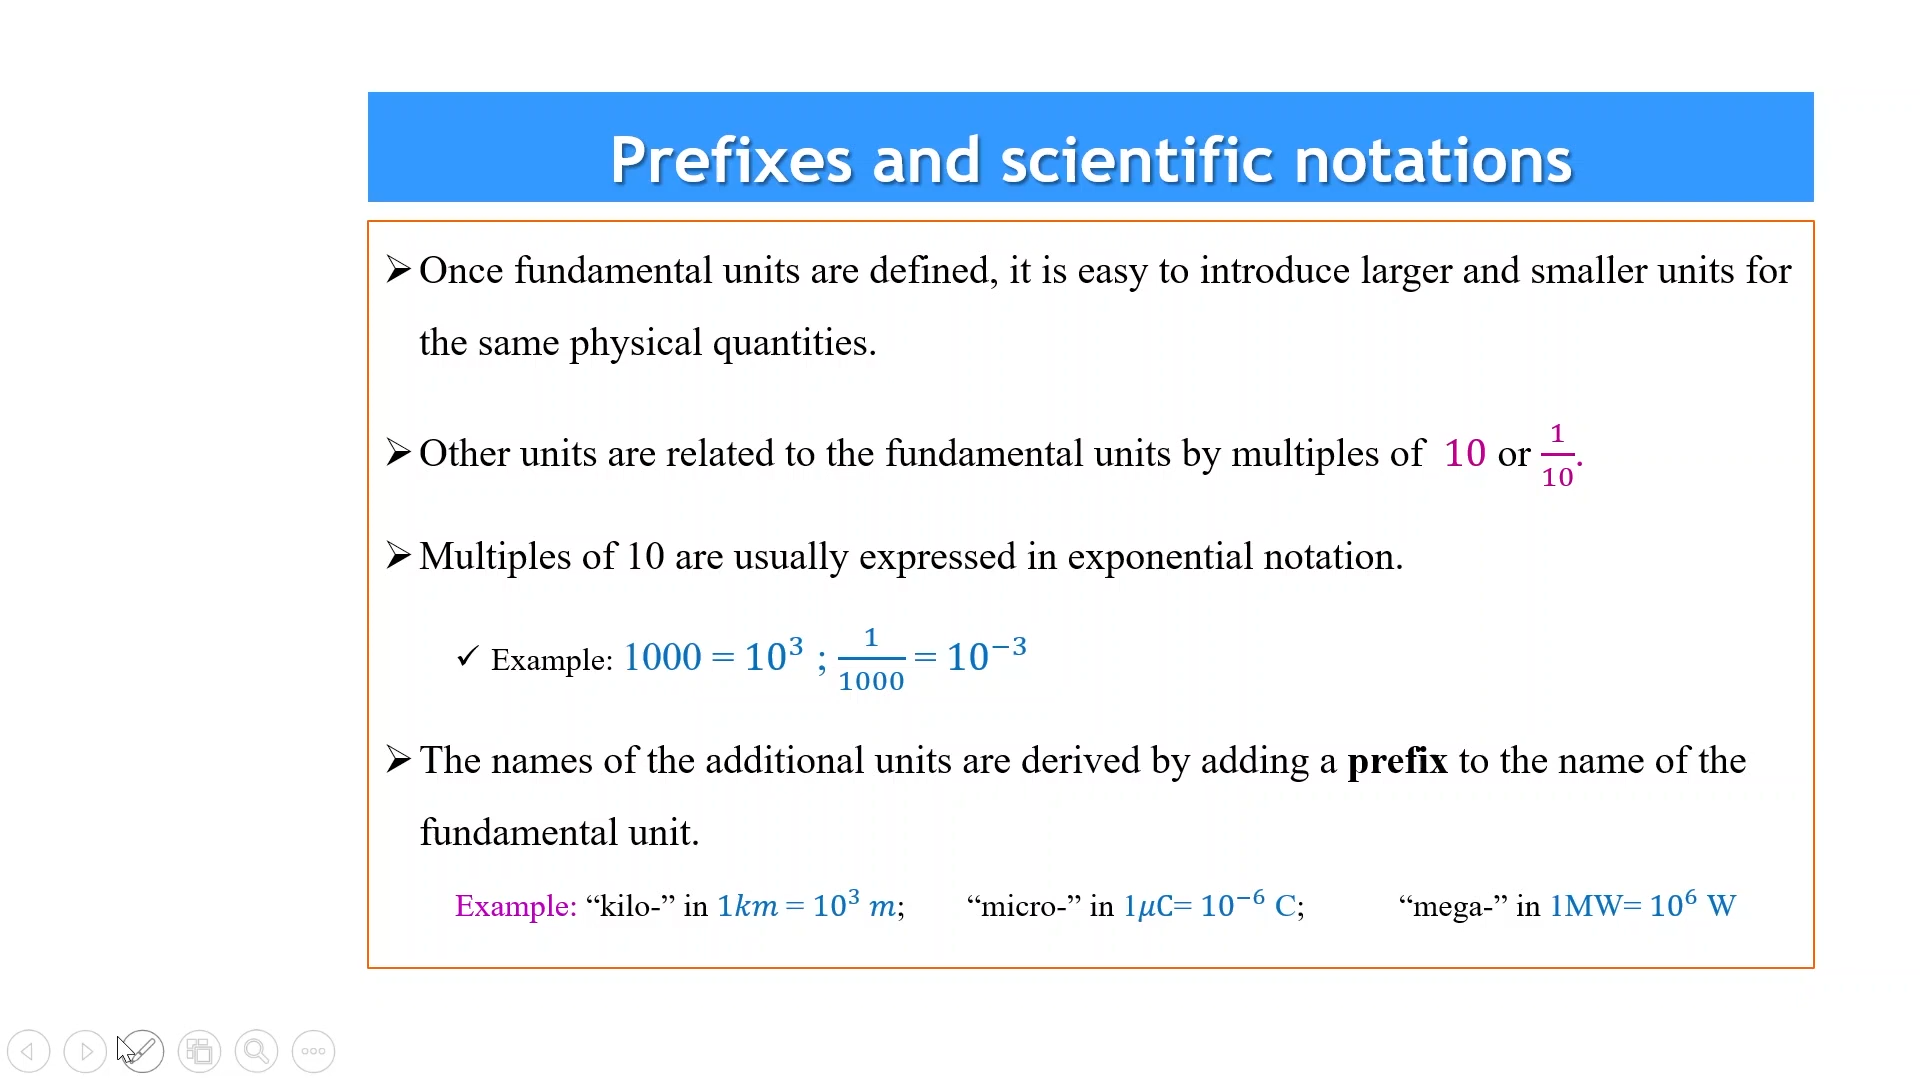 Prefixes and scientific notations
➢ Once fundamental units are defined, it is easy to introduce larger and smaller units for
the same physical quantities.
➢ Other units are related to the fundamental units by multiples of 10 or 1/10.
➢ Multiples of 10 are usually expressed in exponential notation.
✓ Example: 1000 = 10³ ; 1/1000 = 10⁻³
➢ The names of the additional units are derived by adding a prefix to the name of the
fundamental unit.
Example: “kilo-” in 1km = 10³ m; “micro-” in 1μC= 10⁻⁶ C; “mega-” in 1MW= 10⁶ W